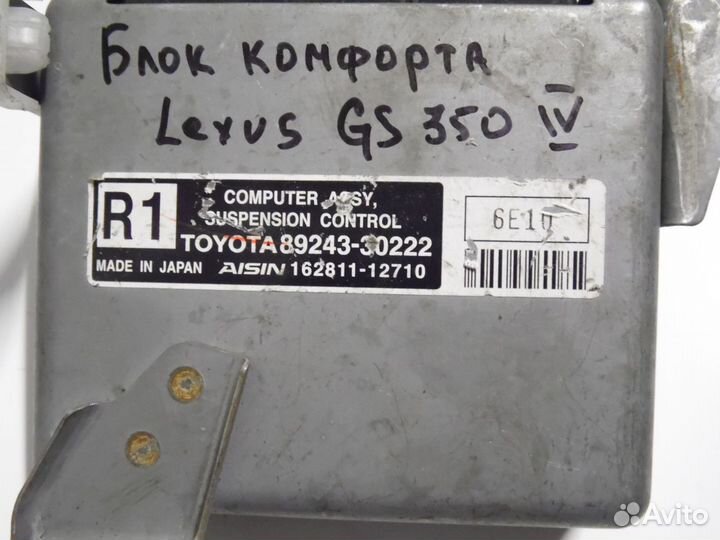 Блок комфорта
Lexus GS 350 IV
R1
COMPUTER ASSY,
SUSPENSION CONTROL
TOYOTA 89243-30222
MADE IN JAPAN AISIN 162811-12710
6E10
Avito